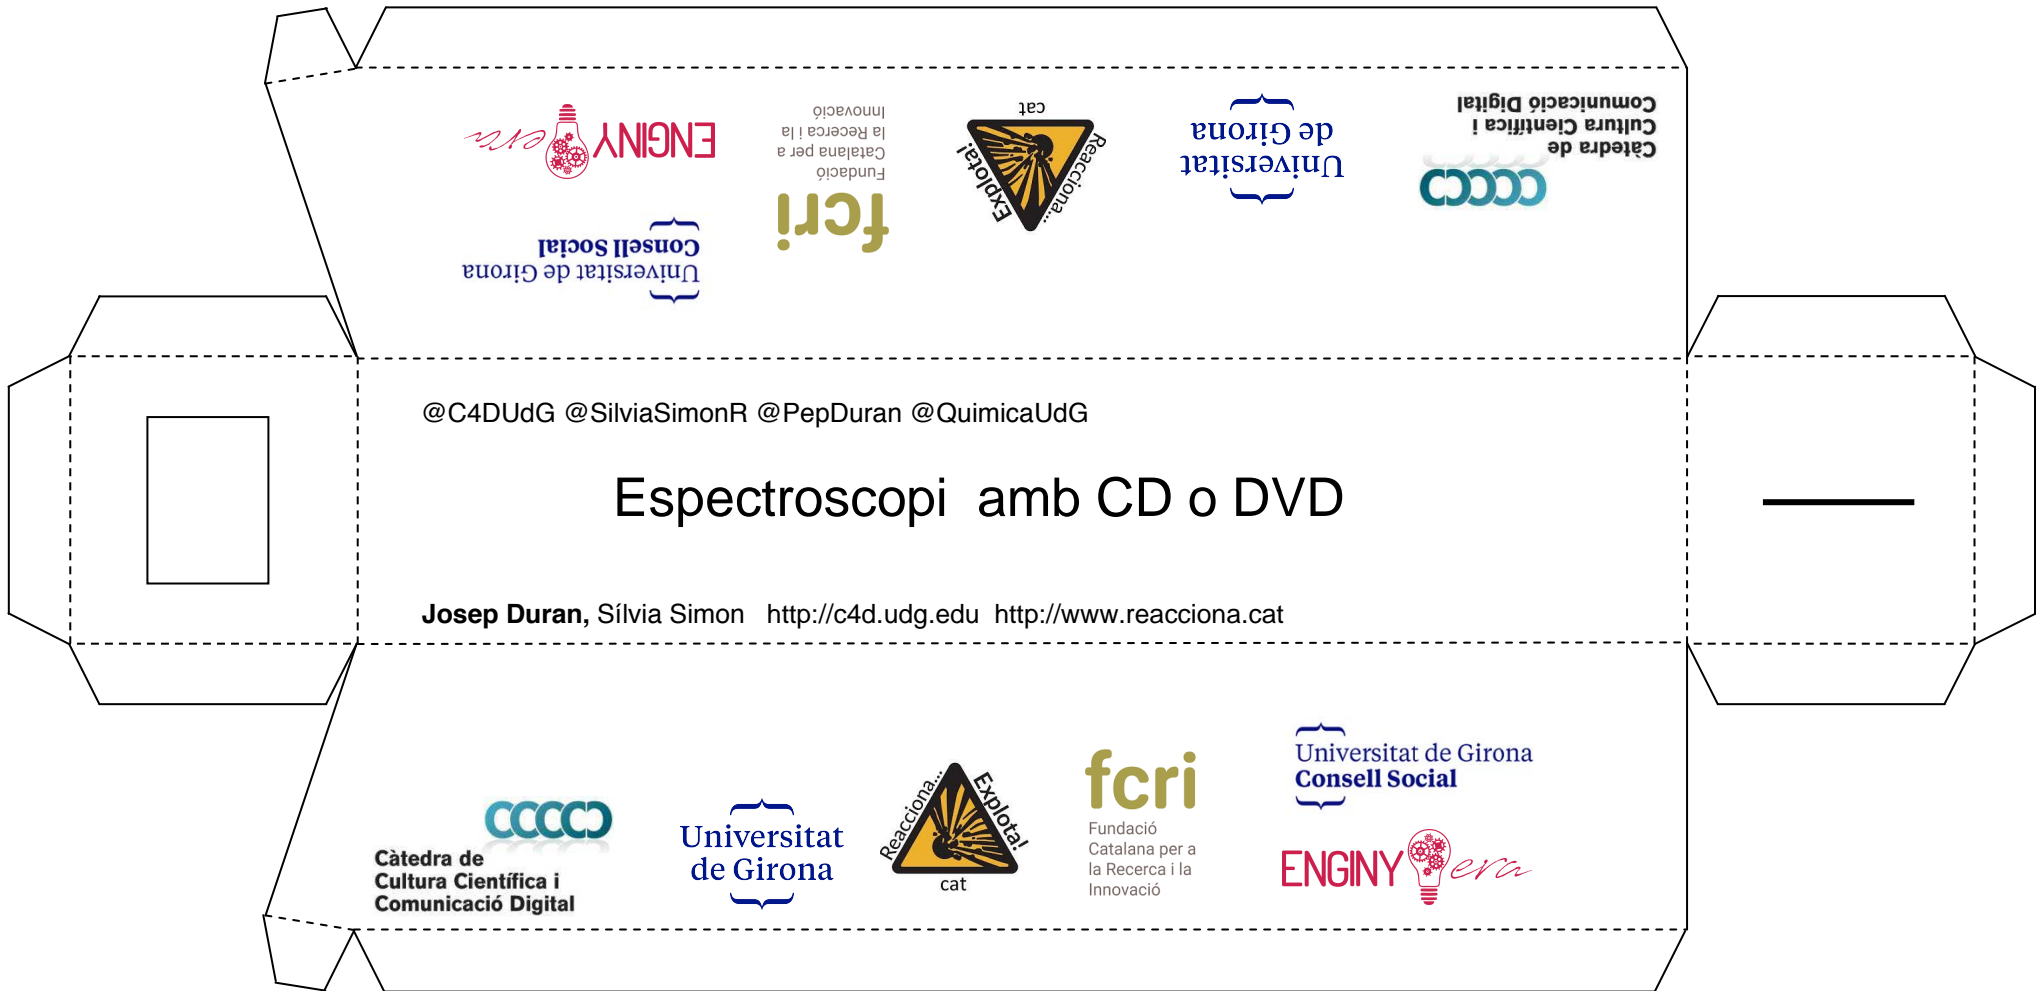 ENGINY era
Fundació
Catalana per a
la Recerca i la
Innovació
fcri
Reacciona... Explota!
cat
Universitat
de Girona
Càtedra de
Cultura Científica i
Comunicació Digital
Universitat de Girona
Consell Social
@C4DUdG @SilviaSimonR @PepDuran @QuimicaUdG
Espectroscopi amb CD o DVD
Josep Duran, Sílvia Simon http://c4d.udg.edu http://www.reacciona.cat
Càtedra de
Cultura Científica i
Comunicació Digital
Universitat
de Girona
Reacciona... Explota!
cat
fcri
Fundació
Catalana per a
la Recerca i la
Innovació
Universitat de Girona
Consell Social
ENGINY era